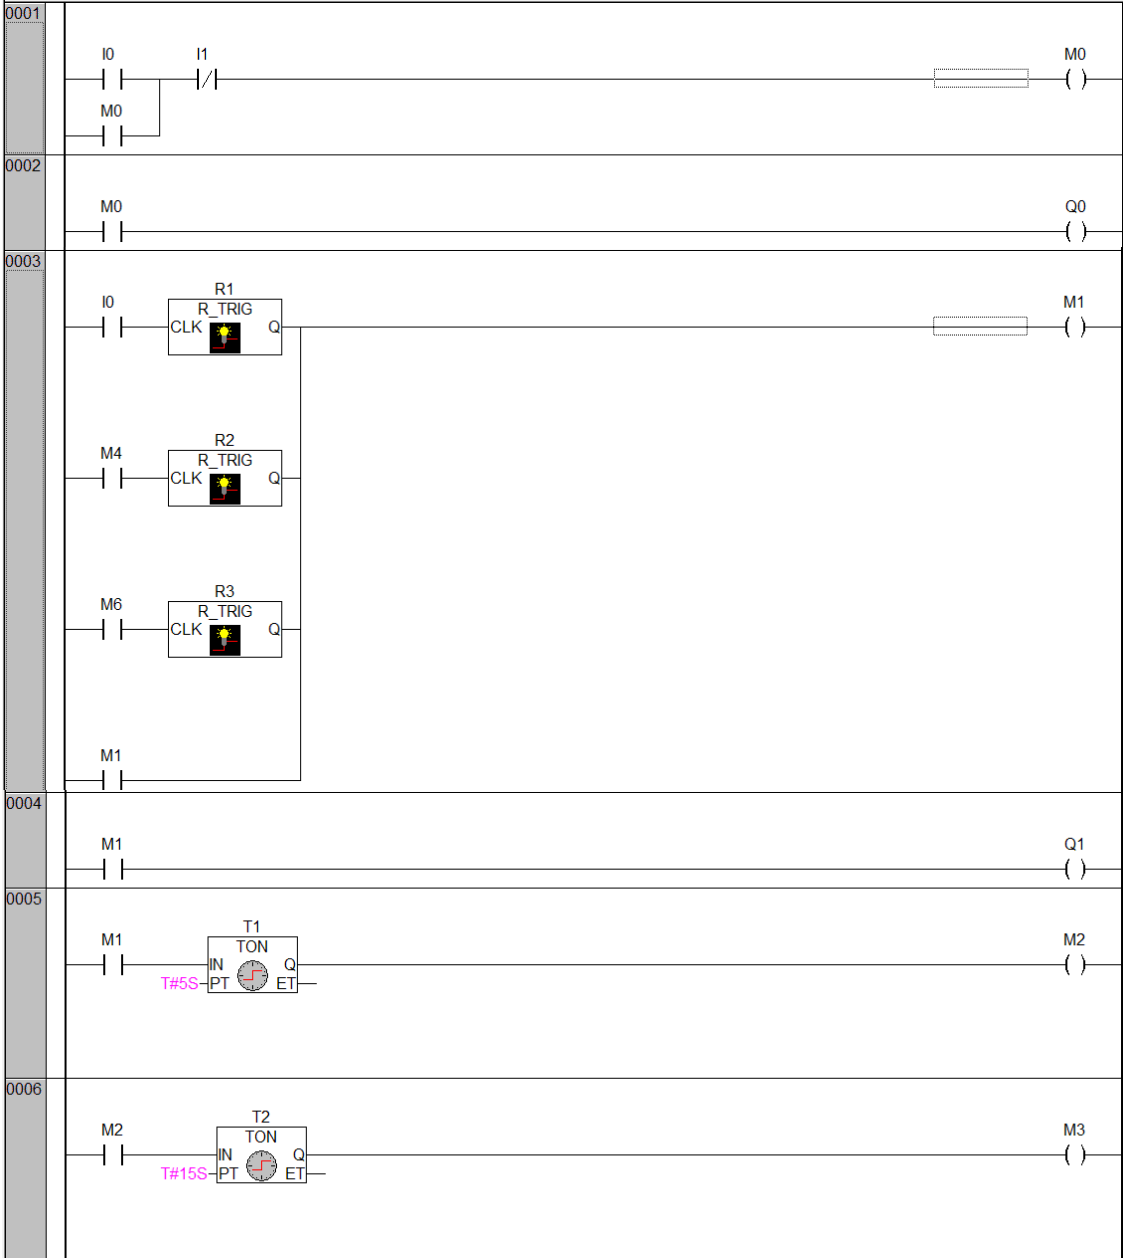 0001
I0 I1 M0
M0
0002
M0 Q0
0003
R1
I0 R_TRIG M1
CLK Q
R2
M4 R_TRIG
CLK Q
R3
M6 R_TRIG
CLK Q
M1
0004
M1 Q1
0005
T1
M1 TON M2
IN Q
T#5S PT ET
0006
T2
M2 TON M3
IN Q
T#15S PT ET